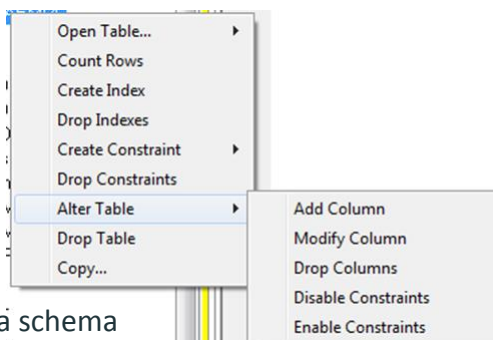 Open Table...
Count Rows
Create Index
Drop Indexes
Create Constraint
Drop Constraints
Alter Table
Drop Table
Copy...
Add Column
Modify Column
Drop Columns
Disable Constraints
Enable Constraints
a schema